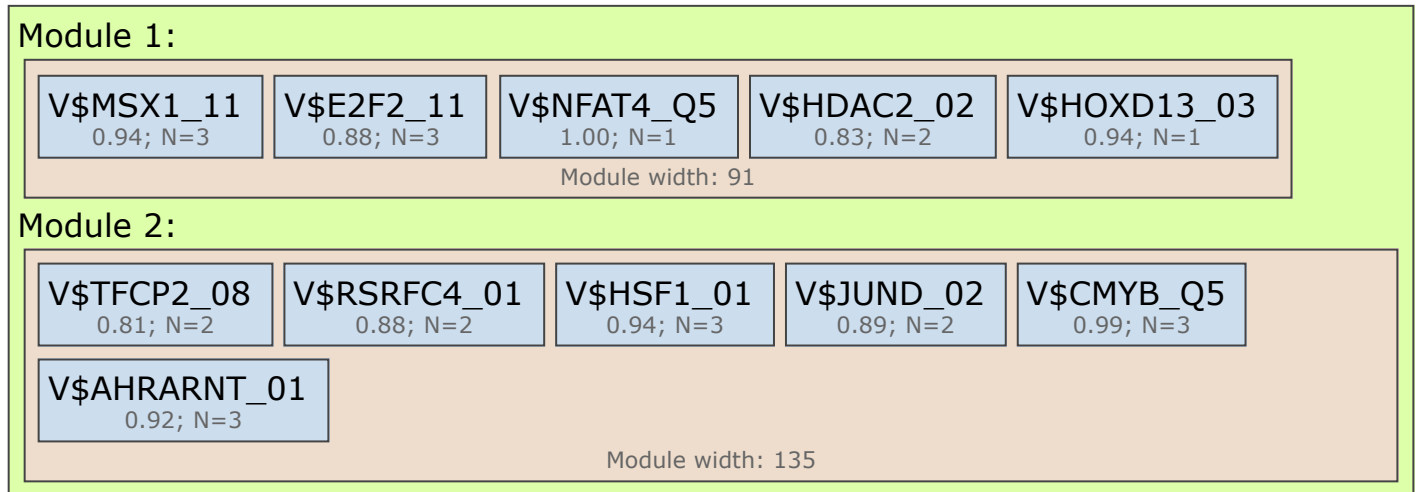 Module 1:
V$MSX1_11 V$E2F2_11 V$NFAT4_Q5 V$HDAC2_02 V$HOXD13_03
0.94; N=3 0.88; N=3 1.00; N=1 0.83; N=2 0.94; N=1
Module width: 91
Module 2:
V$TFCP2_08 V$RSRFC4_01 V$HSF1_01 V$JUND_02 V$CMYB_Q5
0.81; N=2 0.88; N=2 0.94; N=3 0.89; N=2 0.99; N=3
V$AHRARNT_01
0.92; N=3
Module width: 135